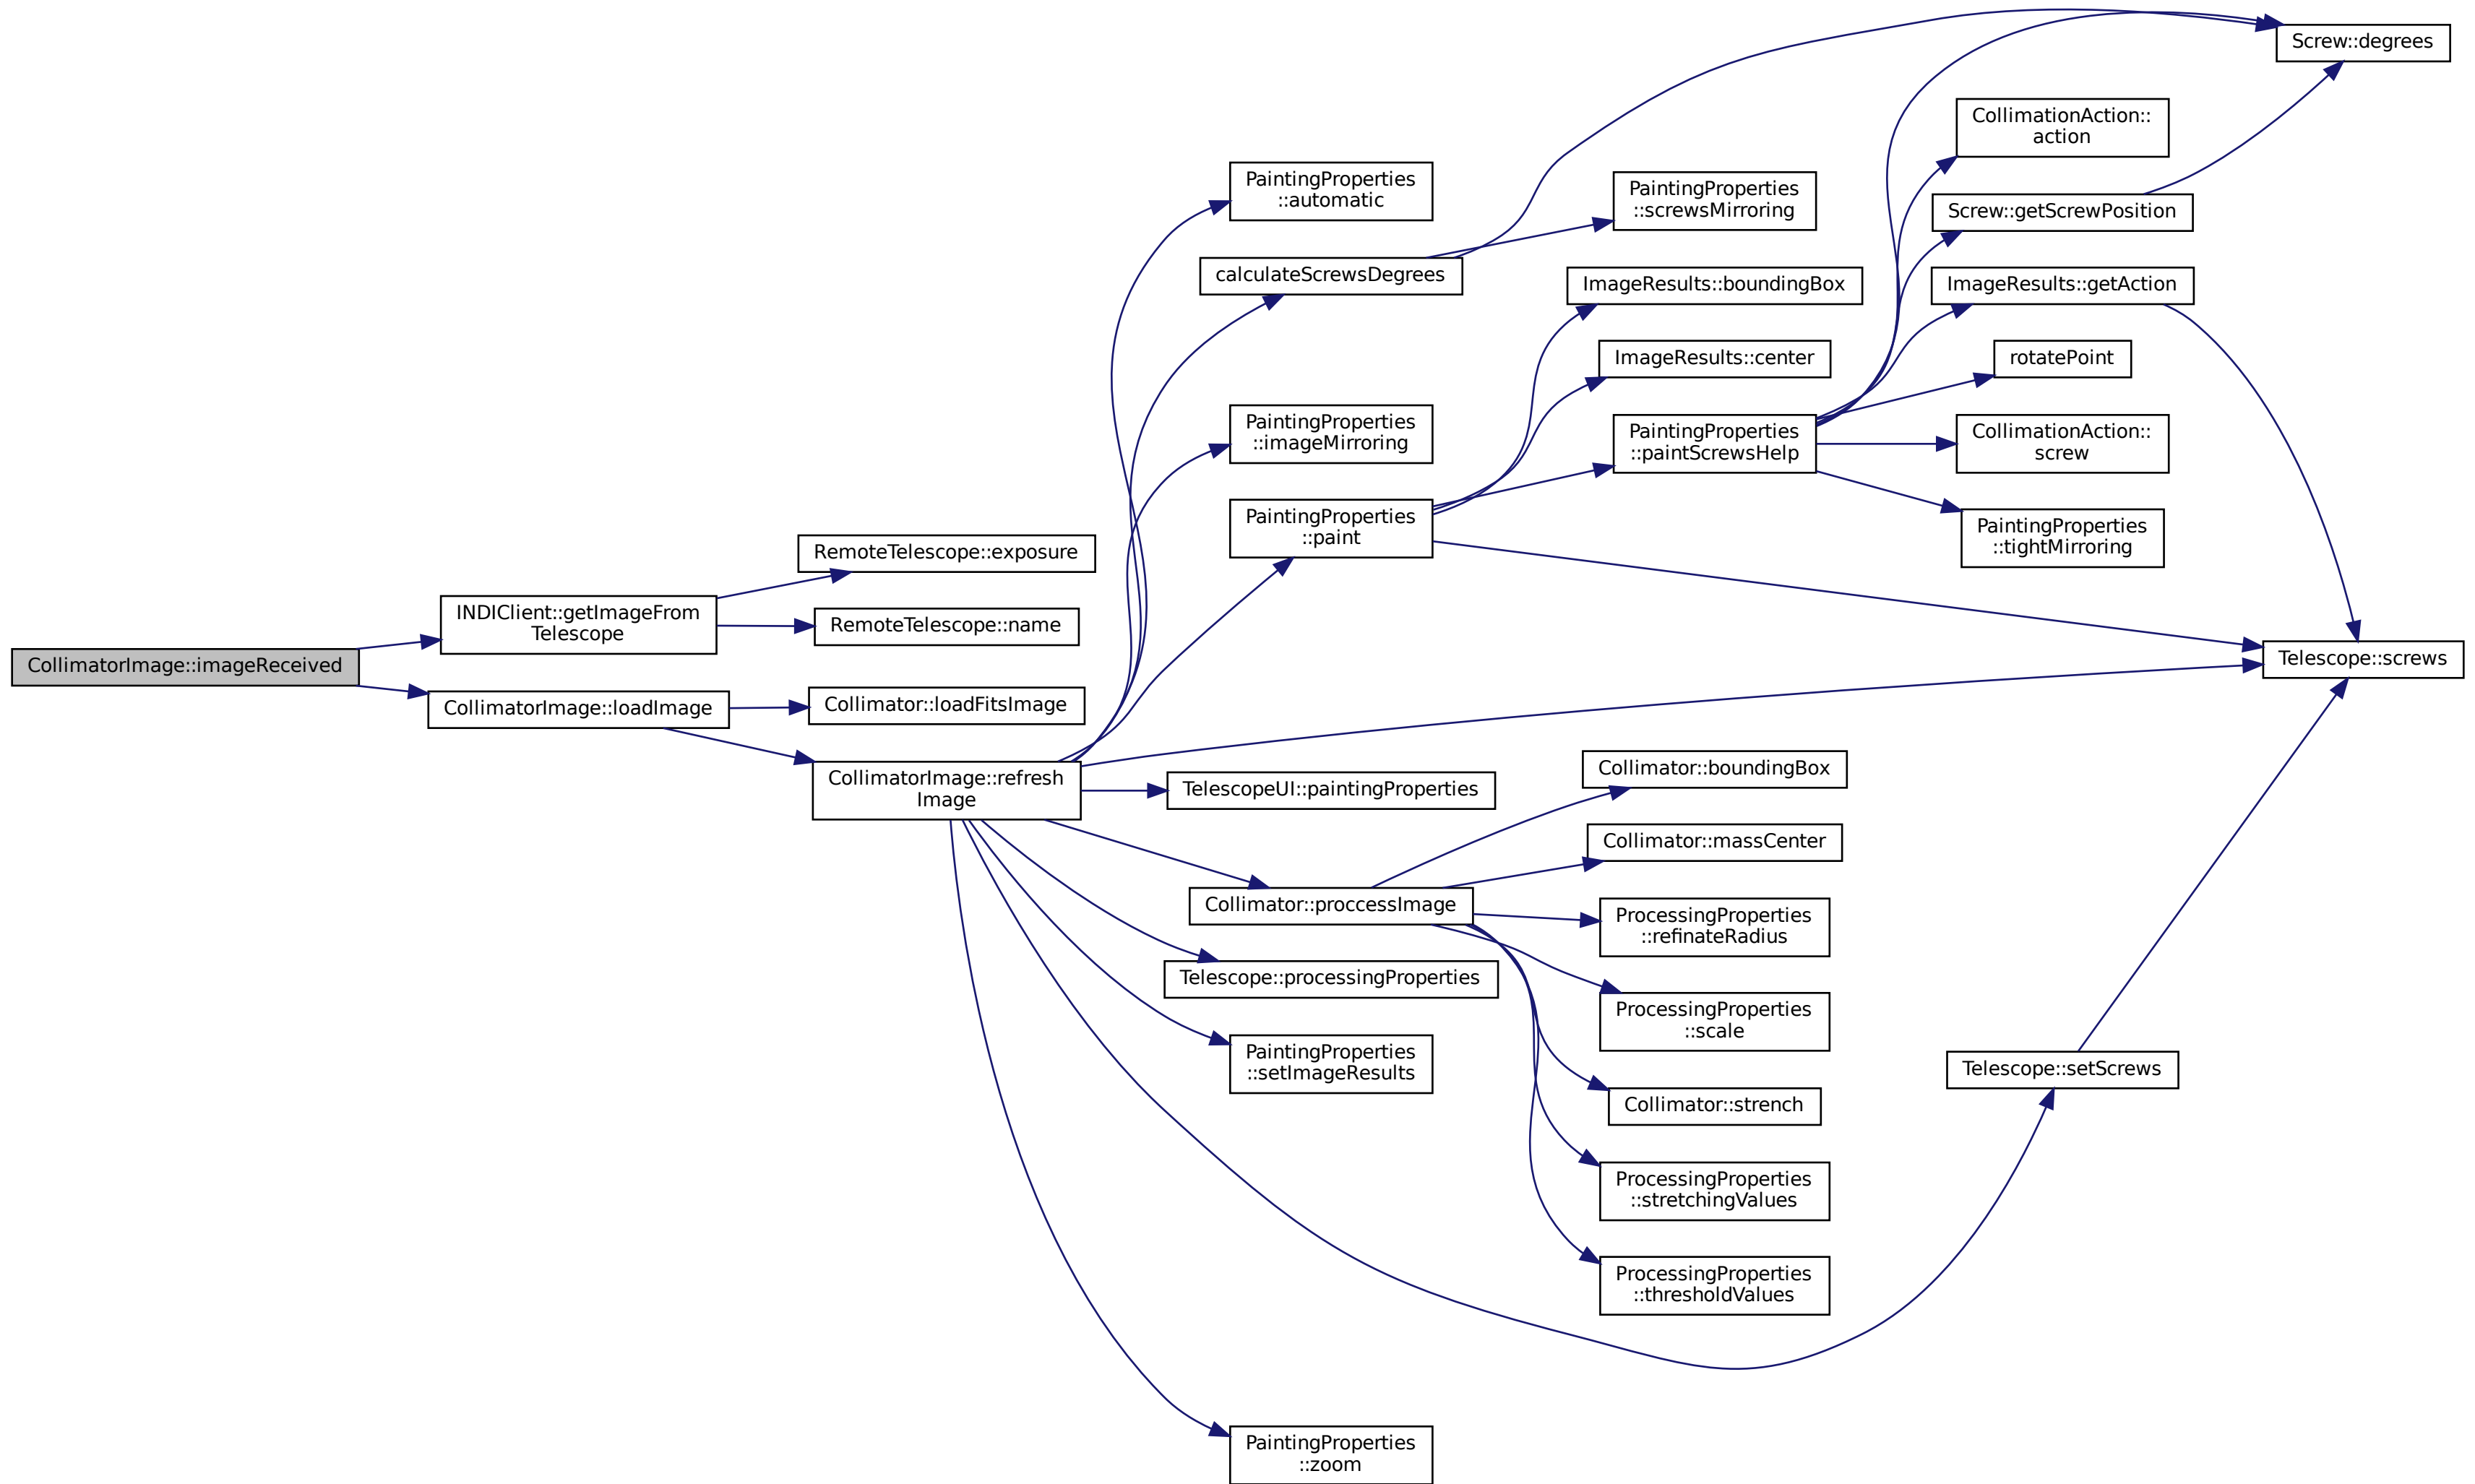 CollimatorImage::imageReceived
INDIClient::getImageFrom
Telescope
CollimatorImage::loadImage
RemoteTelescope::exposure
RemoteTelescope::name
Collimator::loadFitsImage
CollimatorImage::refresh
Image
PaintingProperties
::automatic
calculateScrewsDegrees
PaintingProperties
::imageMirroring
PaintingProperties
::paint
TelescopeUI::paintingProperties
Collimator::proccessImage
Telescope::processingProperties
PaintingProperties
::setImageResults
PaintingProperties
::zoom
PaintingProperties
::screwsMirroring
ImageResults::boundingBox
ImageResults::center
PaintingProperties
::paintScrewsHelp
Collimator::boundingBox
Collimator::massCenter
ProcessingProperties
::refinateRadius
ProcessingProperties
::scale
Collimator::strench
ProcessingProperties
::stretchingValues
ProcessingProperties
::thresholdValues
CollimationAction::
action
Screw::getScrewPosition
ImageResults::getAction
rotatePoint
CollimationAction::
screw
PaintingProperties
::tightMirroring
Telescope::setScrews
Screw::degrees
Telescope::screws